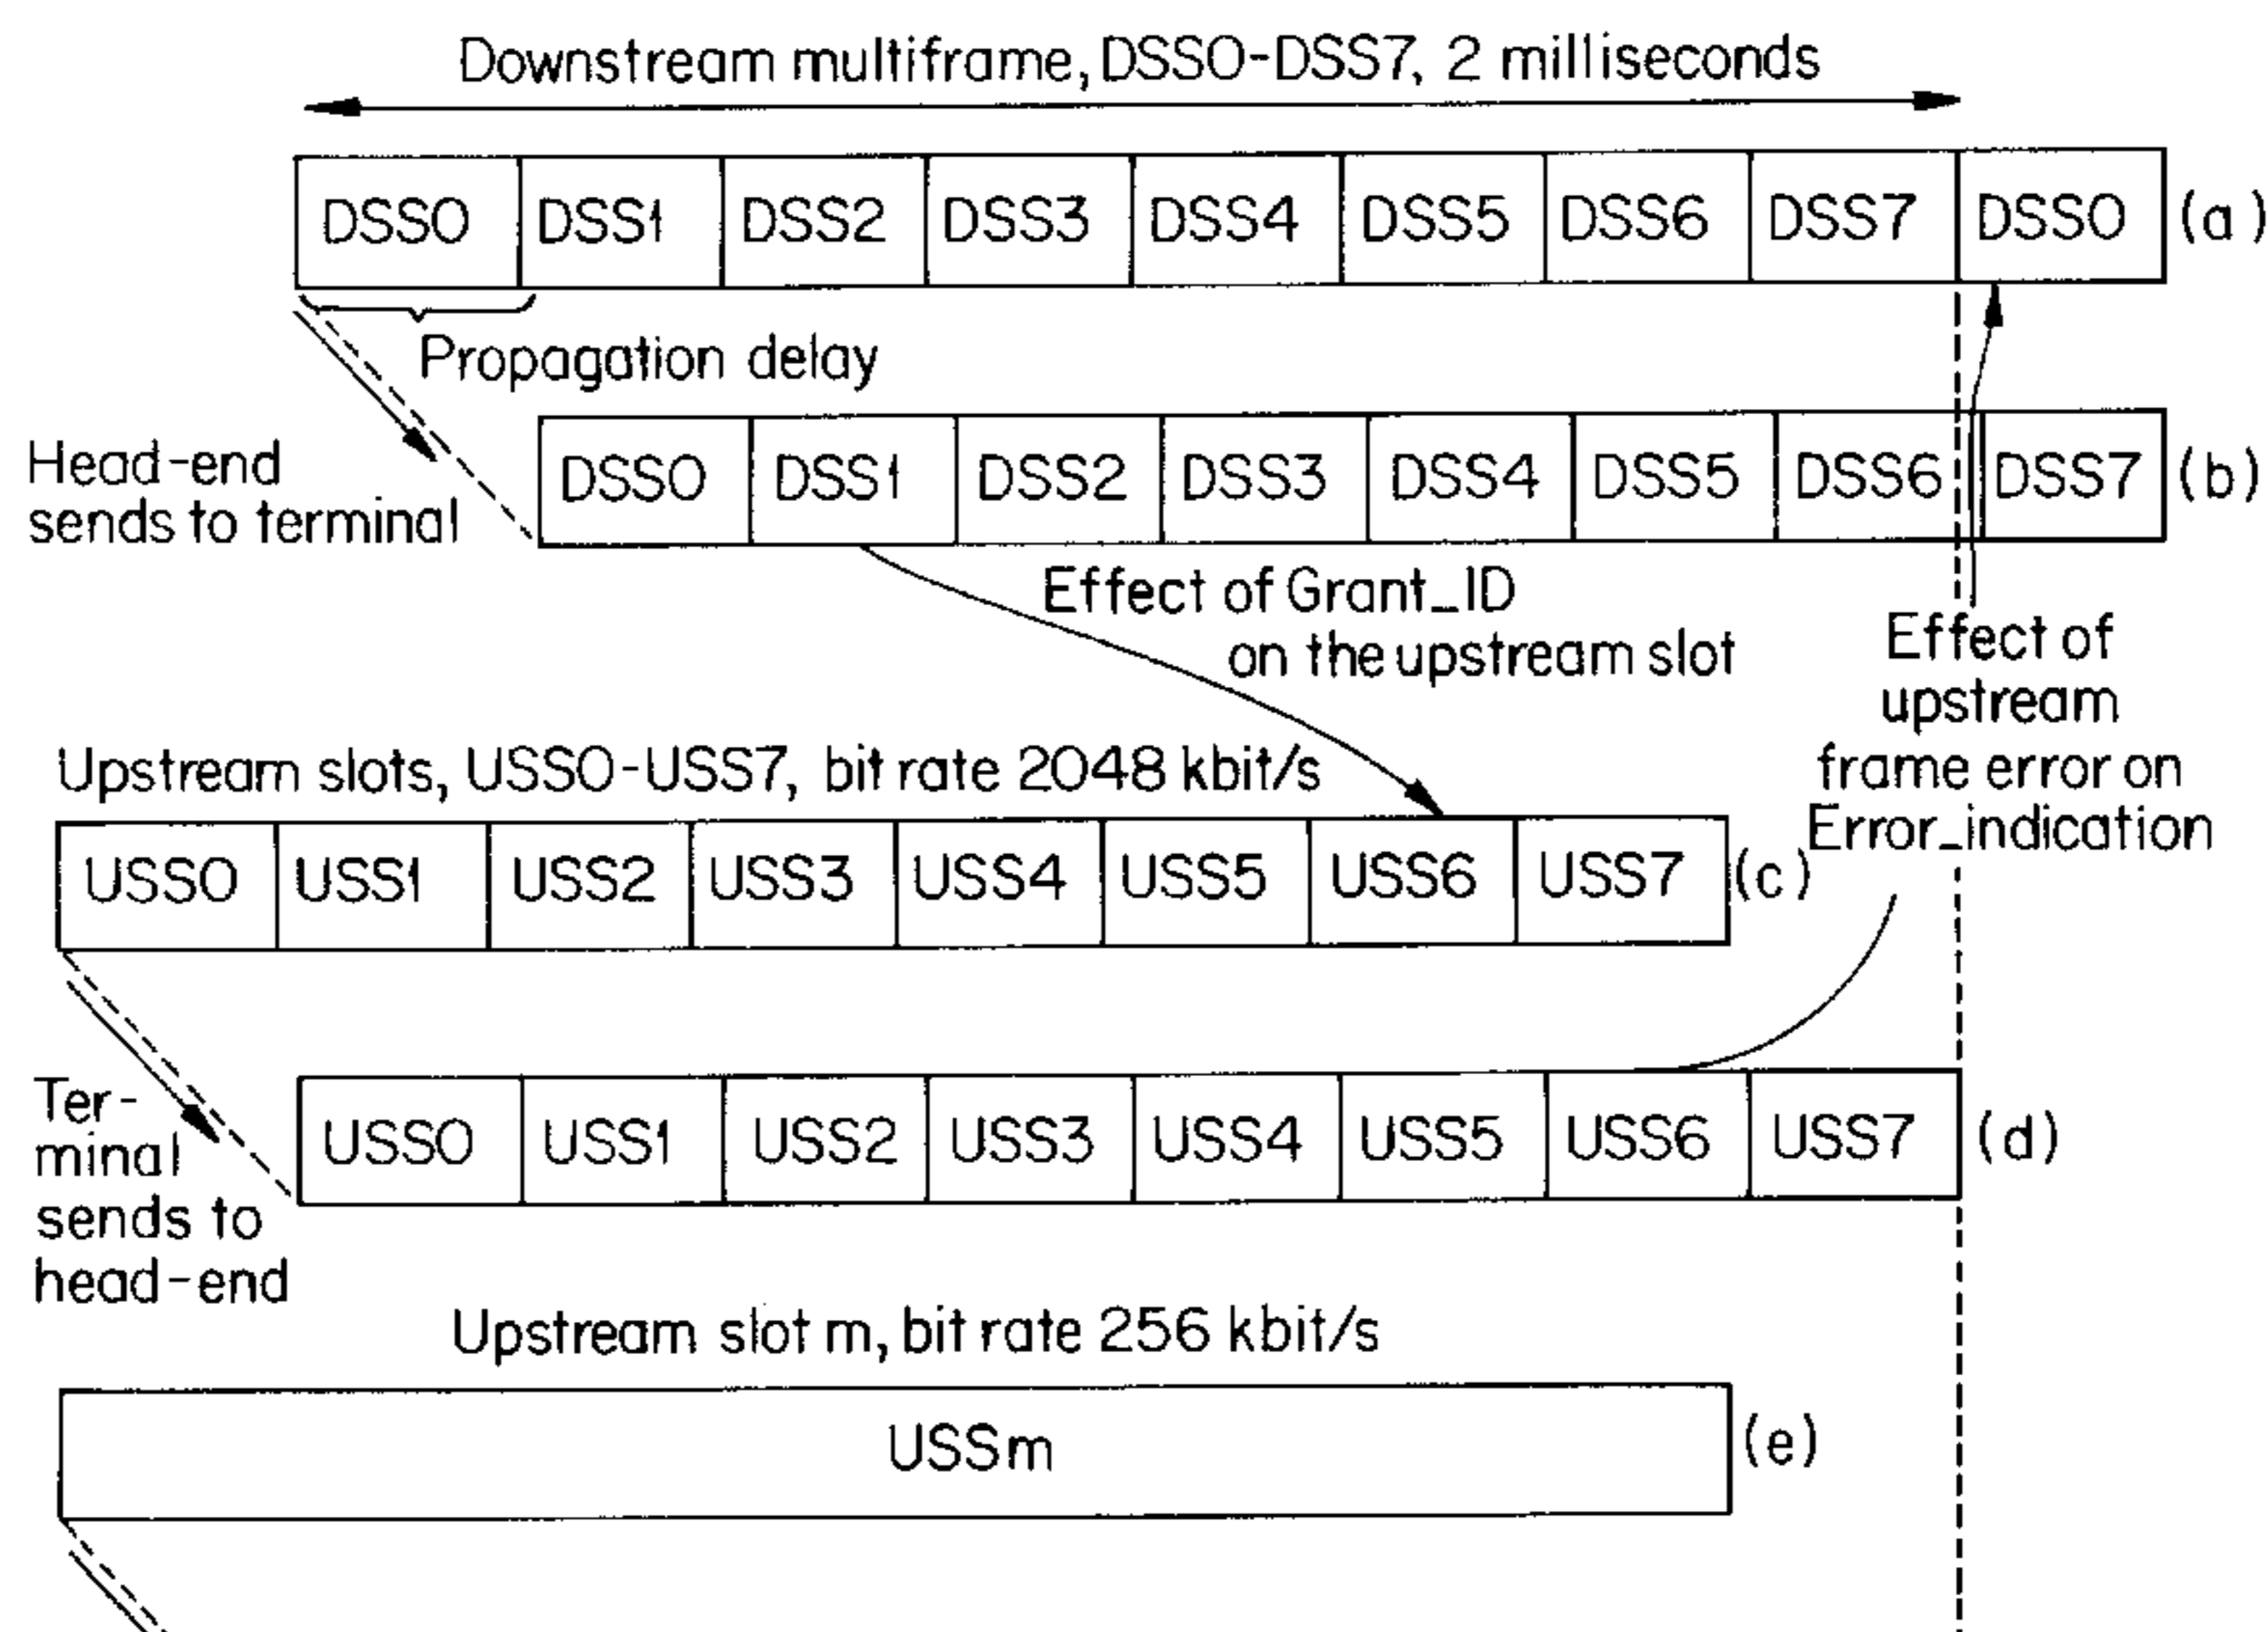 Downstream multiframe, DSS0-DSS7, 2 milliseconds
DSS0 DSS1 DSS2 DSS3 DSS4 DSS5 DSS6 DSS7 DSS0 (a)
Propagation delay
Head-end
sends to terminal
DSS0 DSS1 DSS2 DSS3 DSS4 DSS5 DSS6 DSS7 (b)
Effect of Grant_ID
on the upstream slot
Effect of
upstream
frame error on
Error_indication
Upstream slots, USS0-USS7, bit rate 2048 kbit/s
USS0 USS1 USS2 USS3 USS4 USS5 USS6 USS7 (c)
Ter-
minal
sends to
head-end
USS0 USS1 USS2 USS3 USS4 USS5 USS6 USS7 (d)
Upstream slot m, bit rate 256 kbit/s
USSm (e)